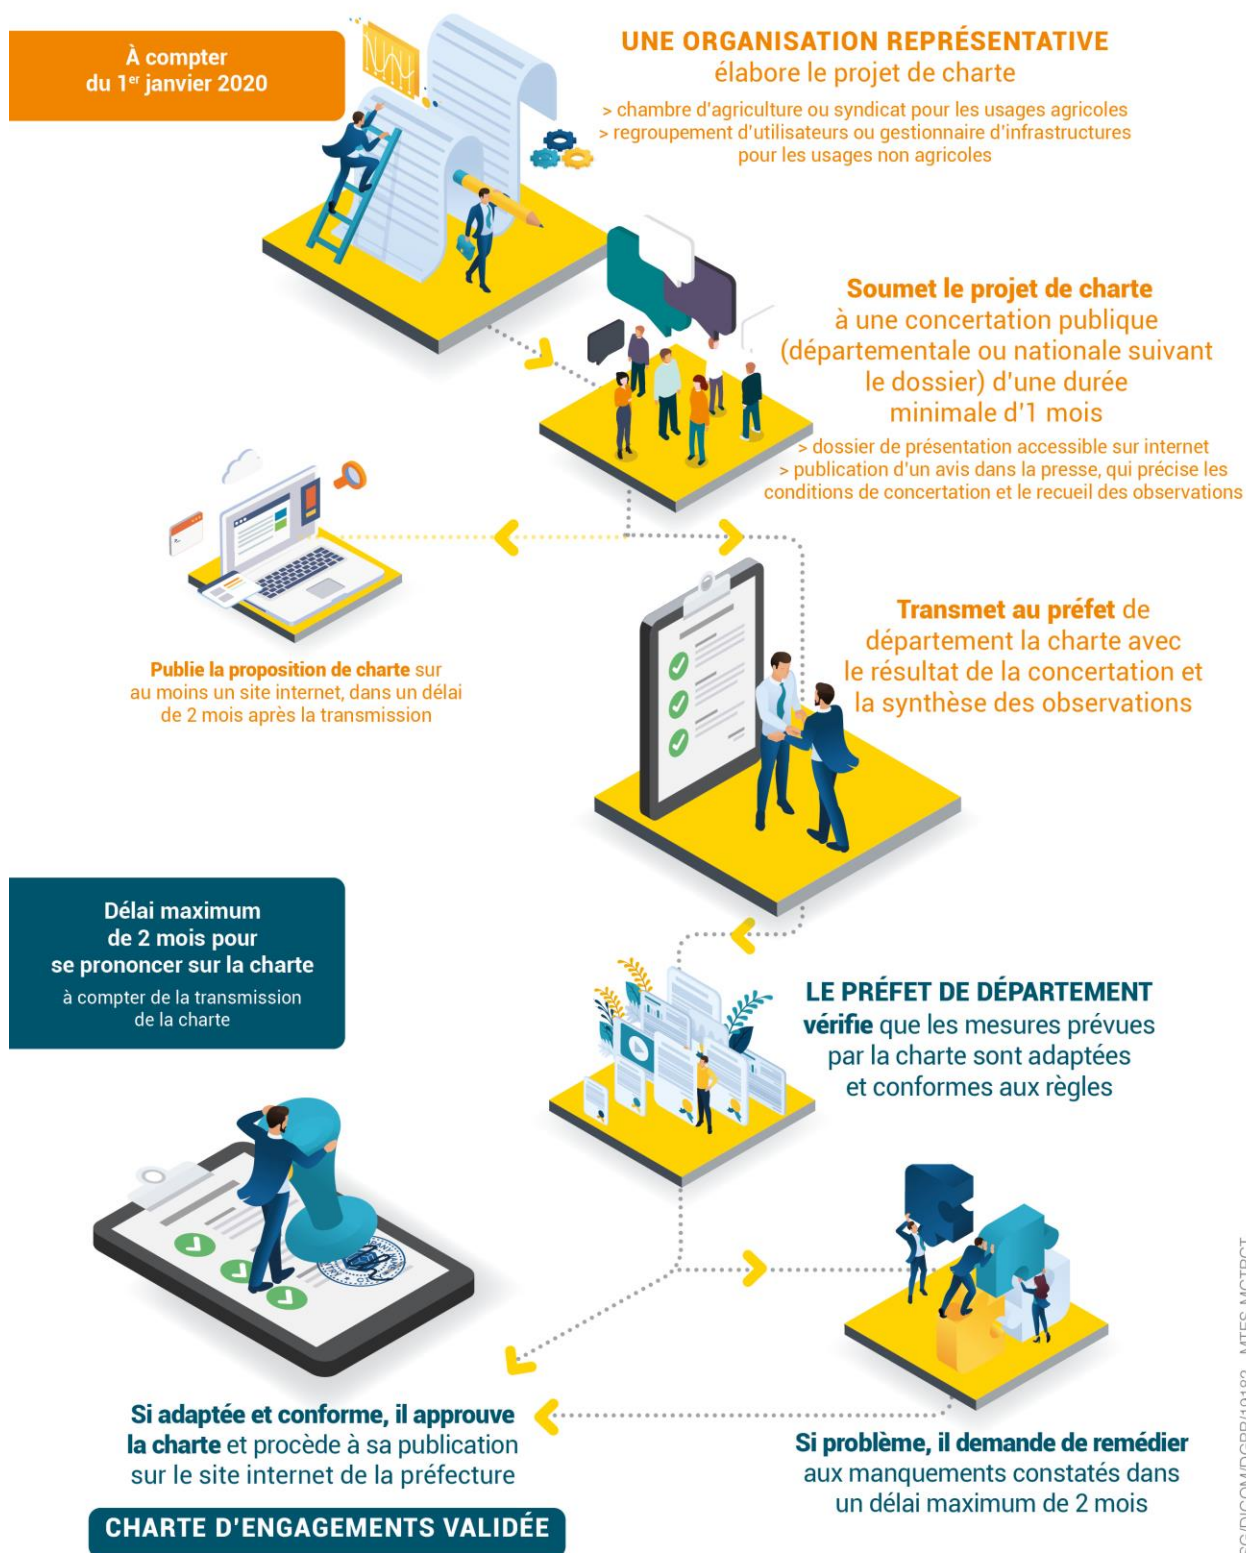 À compter
du 1er janvier 2020
UNE ORGANISATION REPRÉSENTATIVE
élabore le projet de charte
> chambre d'agriculture ou syndicat pour les usages agricoles
> regroupement d'utilisateurs ou gestionnaire d'infrastructures
pour les usages non agricoles
Soumet le projet de charte
à une concertation publique
(départementale ou nationale suivant
le dossier) d'une durée
minimale d'1 mois
> dossier de présentation accessible sur internet
> publication d'un avis dans la presse, qui précise les
conditions de concertation et le recueil des observations
Publie la proposition de charte sur
au moins un site internet, dans un délai
de 2 mois après la transmission
Transmet au préfet de
département la charte avec
le résultat de la concertation et
la synthèse des observations
Délai maximum
de 2 mois pour
se prononcer sur la charte
à compter de la transmission
de la charte
LE PRÉFET DE DÉPARTEMENT
vérifie que les mesures prévues
par la charte sont adaptées
et conformes aux règles
Si adaptée et conforme, il approuve
la charte et procède à sa publication
sur le site internet de la préfecture
Si problème, il demande de remédier
aux manquements constatés dans
un délai maximum de 2 mois
CHARTE D'ENGAGEMENTS VALIDÉE